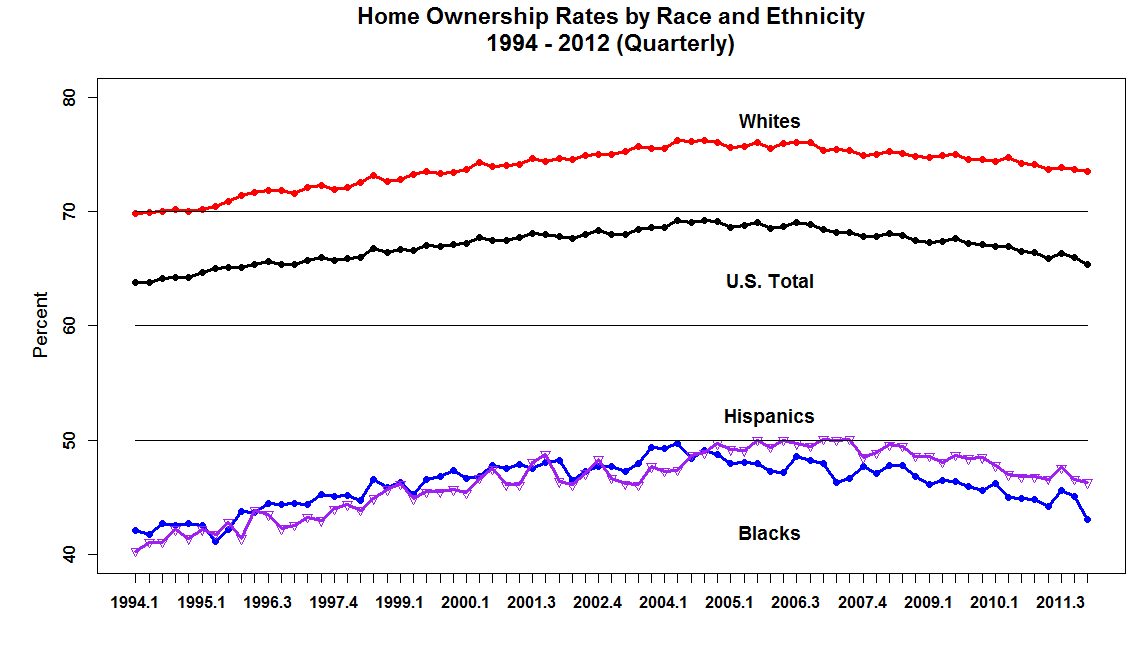 Home Ownership Rates by Race and Ethnicity
1994 - 2012 (Quarterly)
80
Whites
70
U.S. Total
Percent
60
Hispanics
50
Blacks
40
1994.1 1995.1 1996.3 1997.4 1999.1 2000.1 2001.3 2002.4 2004.1 2005.1 2006.3 2007.4 2009.1 2010.1 2011.3